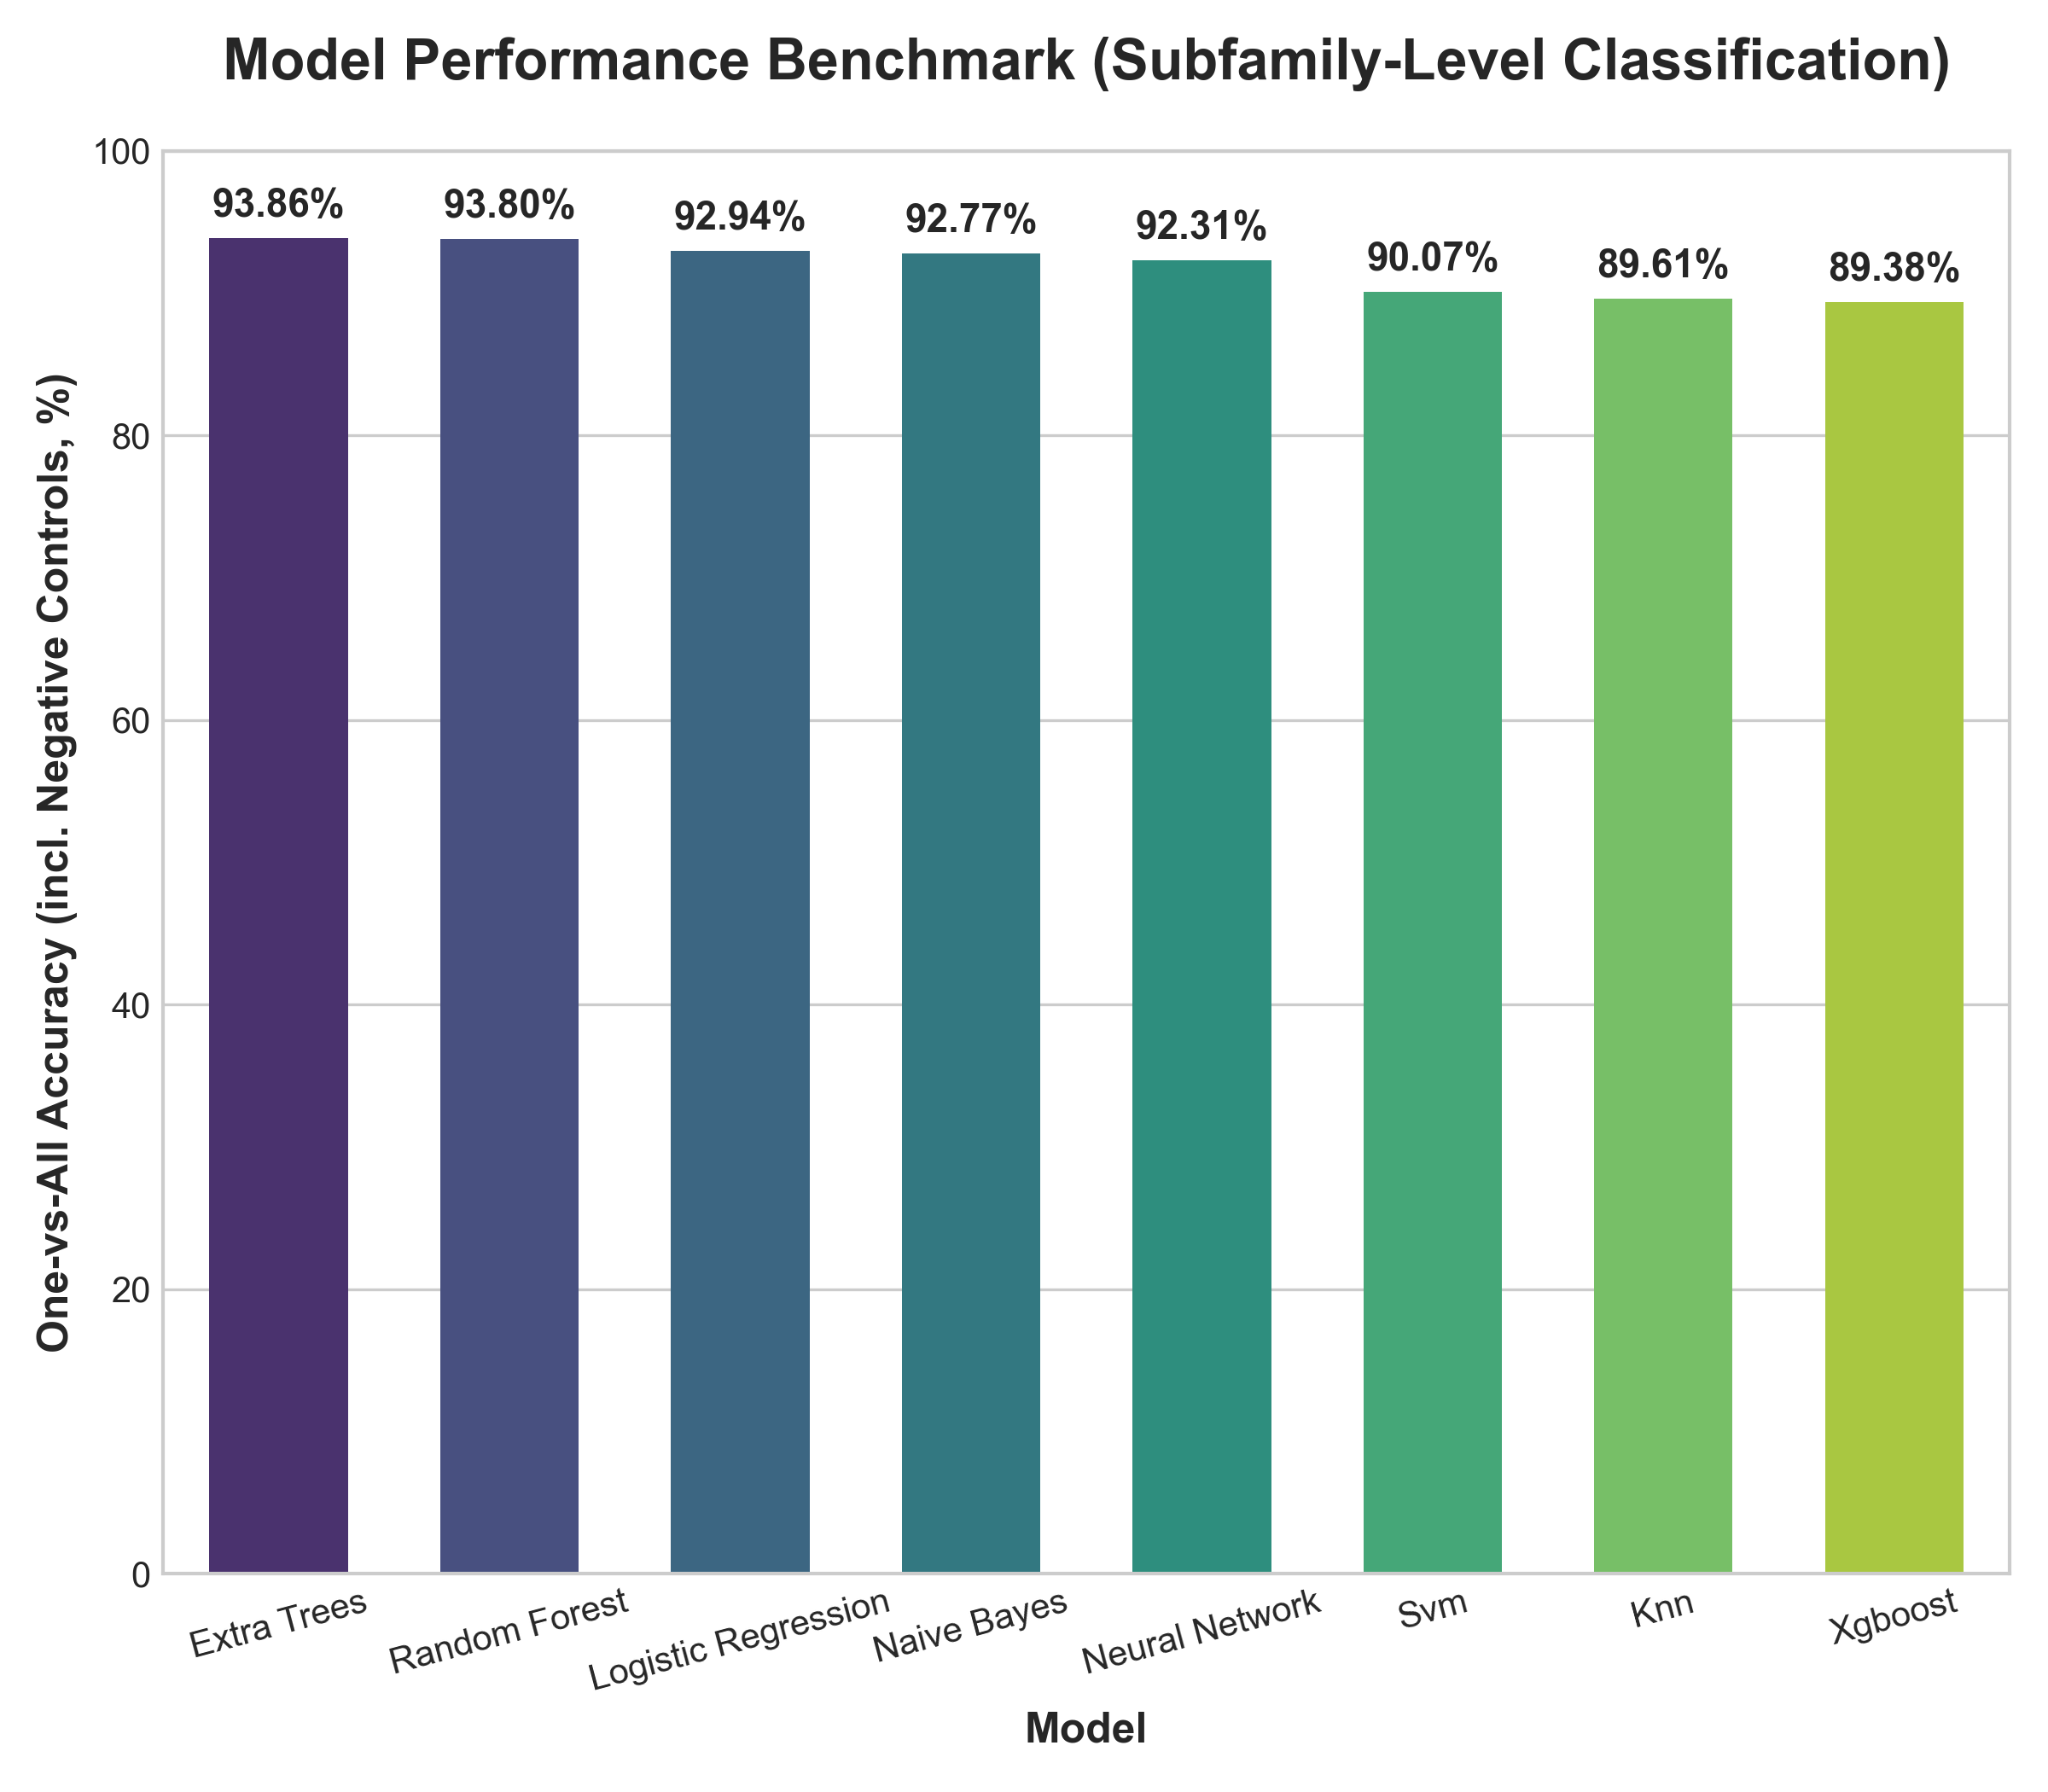 Model Performance Benchmark (Subfamily-Level Classification)
One-vs-All Accuracy (incl. Negative Controls, %)
100
80
60
40
20
0
93.86%
93.80%
92.94%
92.77%
92.31%
90.07%
89.61%
89.38%
Extra Trees
Random Forest
Logistic Regression
Naive Bayes
Neural Network
Svm
Knn
Xgboost
Model